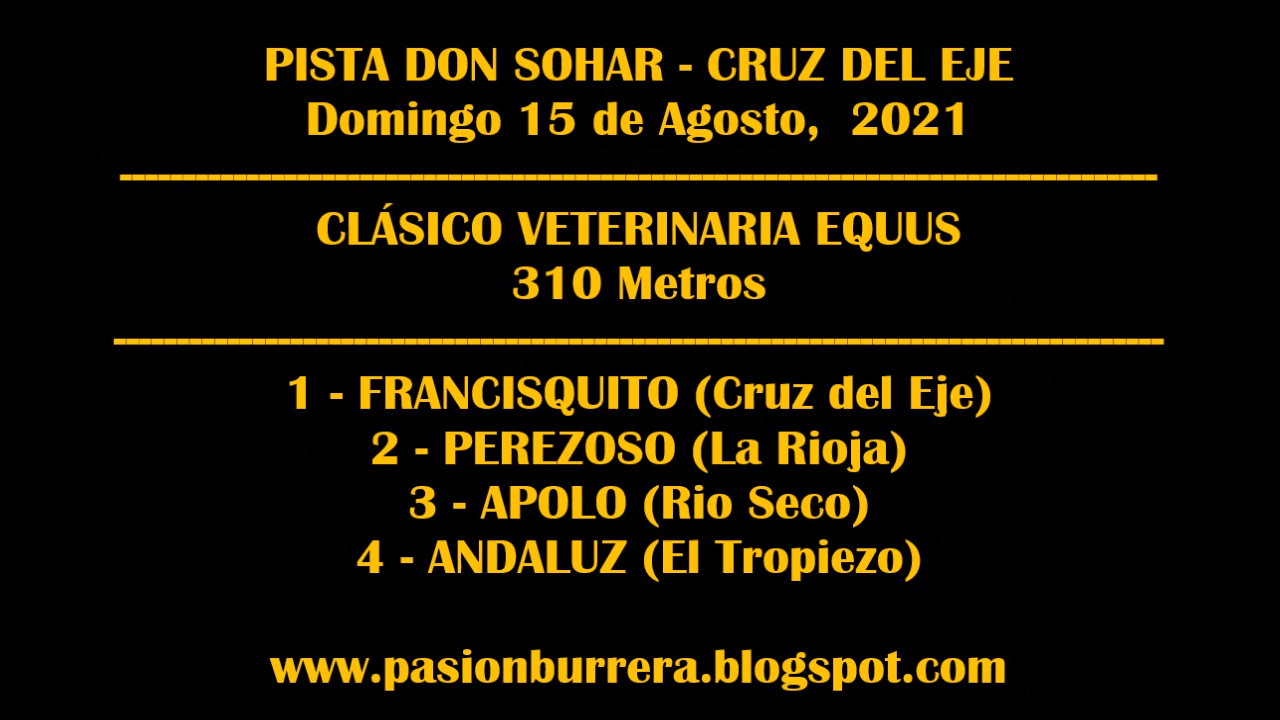 PISTA DON SOHAR - CRUZ DEL EJE
Domingo 15 de Agosto, 2021
CLÁSICO VETERINARIA EQUUS
310 Metros
1 - FRANCISQUITO (Cruz del Eje)
2 - PEREZOSO (La Rioja)
3 - APOLO (Rio Seco)
4 - ANDALUZ (El Tropiezo)
www.pasionburrera.blogspot.com